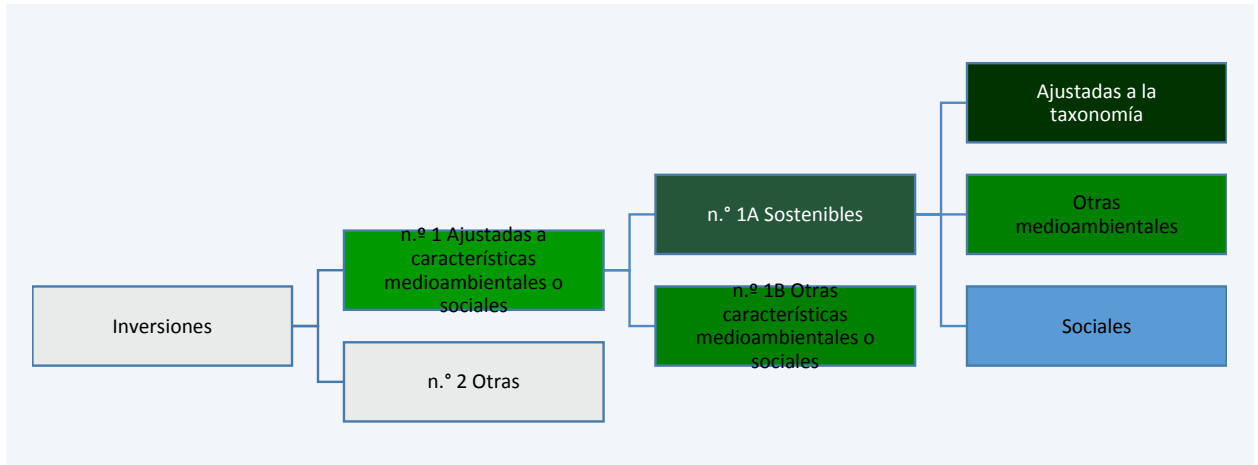 Inversiones
n.º 1 Ajustadas a
características
medioambientales o
sociales
n.° 2 Otras
n.° 1A Sostenibles
n.º 1B Otras
características
medioambientales o
sociales
Ajustadas a la
taxonomía
Otras
medioambientales
Sociales